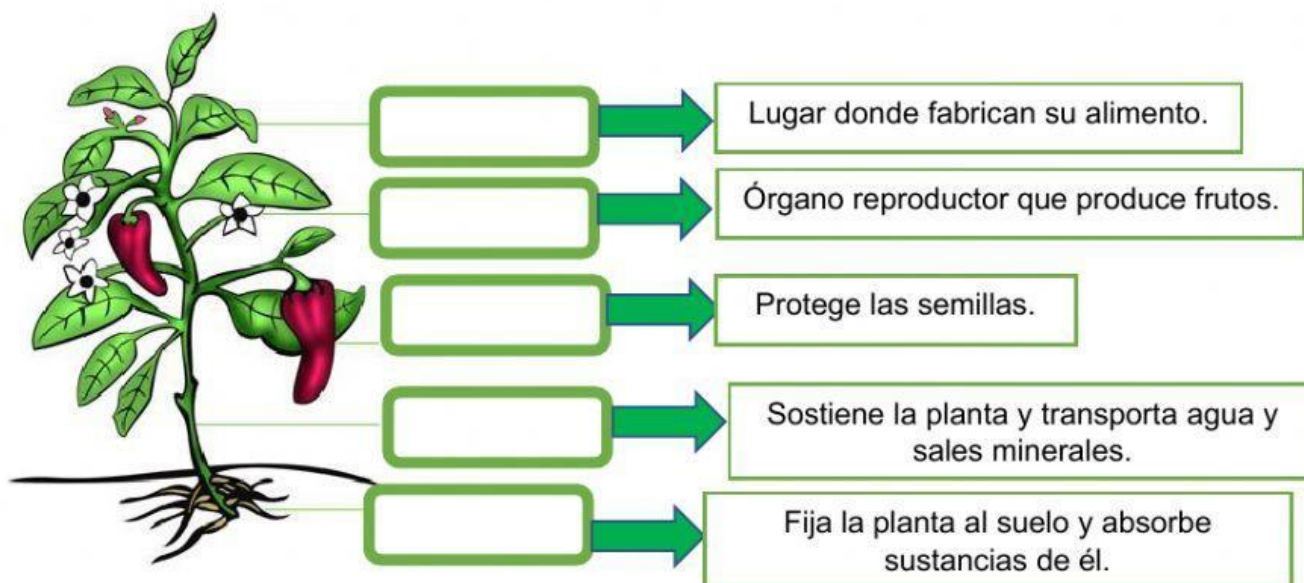 Lugar donde fabrican su alimento.
Órgano reproductor que produce frutos.
Protege las semillas.
Sostiene la planta y transporta agua y
sales minerales.
Fija la planta al suelo y absorbe
sustancias de él.